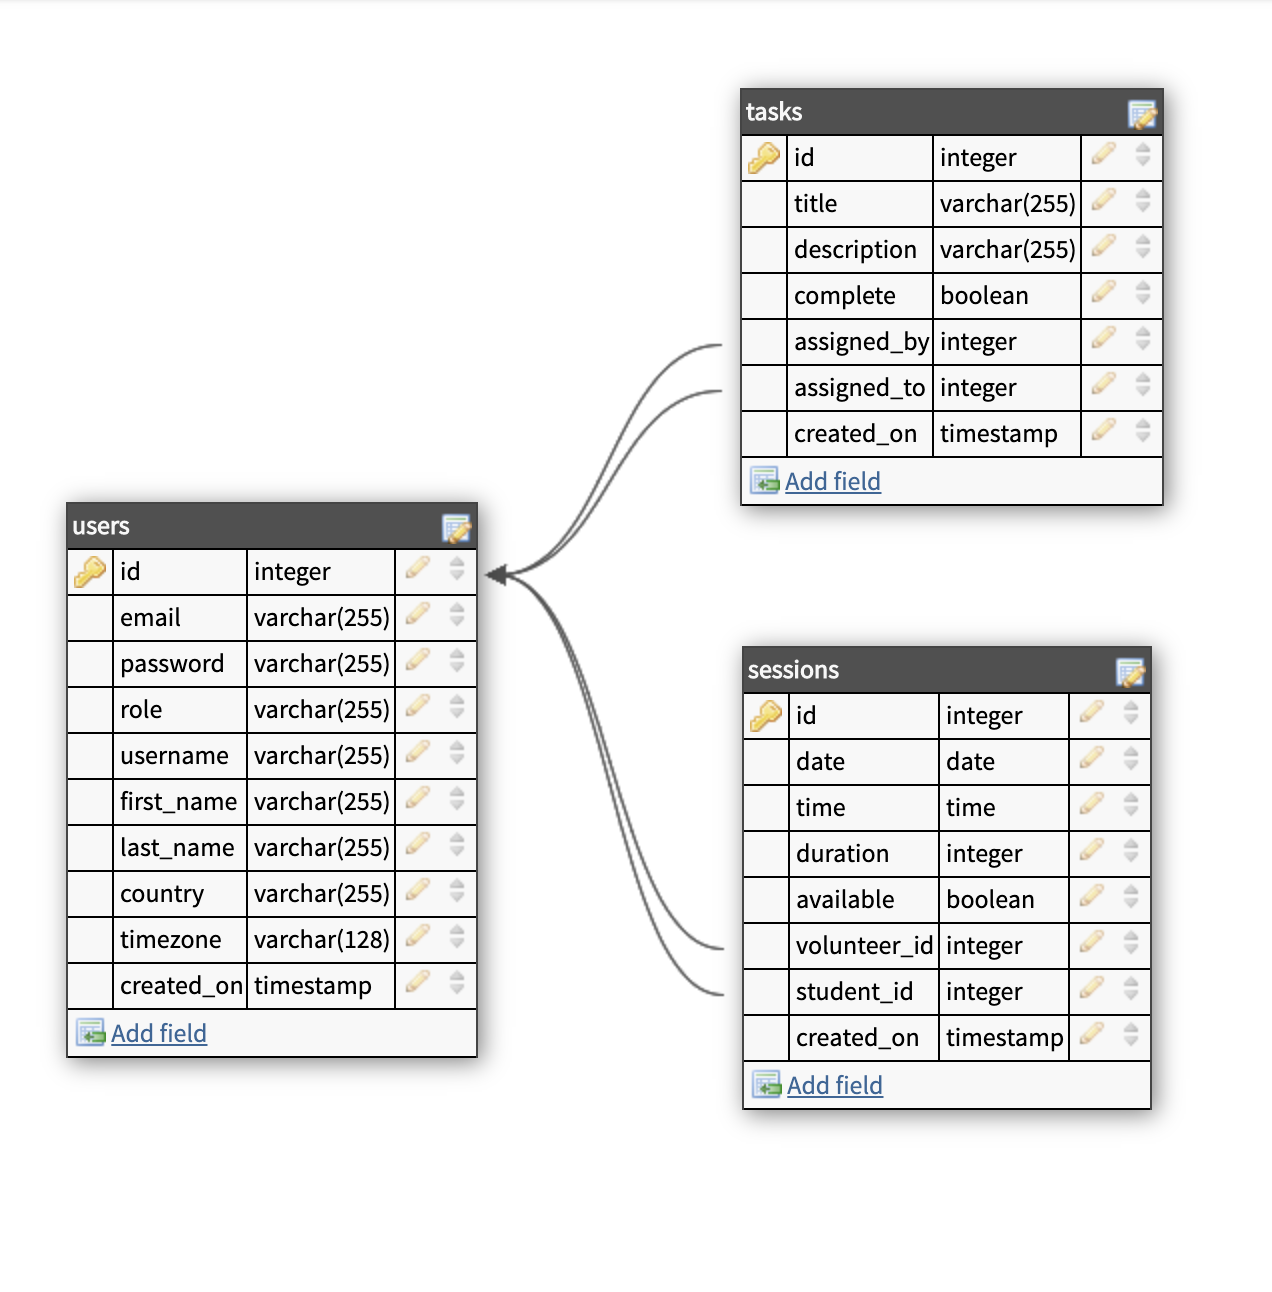 tasks
id integer
title varchar(255)
description varchar(255)
complete boolean
assigned_by integer
assigned_to integer
created_on timestamp
Add field
users
id integer
email varchar(255)
password varchar(255)
role varchar(255)
username varchar(255)
first_name varchar(255)
last_name varchar(255)
country varchar(255)
timezone varchar(128)
created_on timestamp
Add field
sessions
id integer
date date
time time
duration integer
available boolean
volunteer_id integer
student_id integer
created_on timestamp
Add field